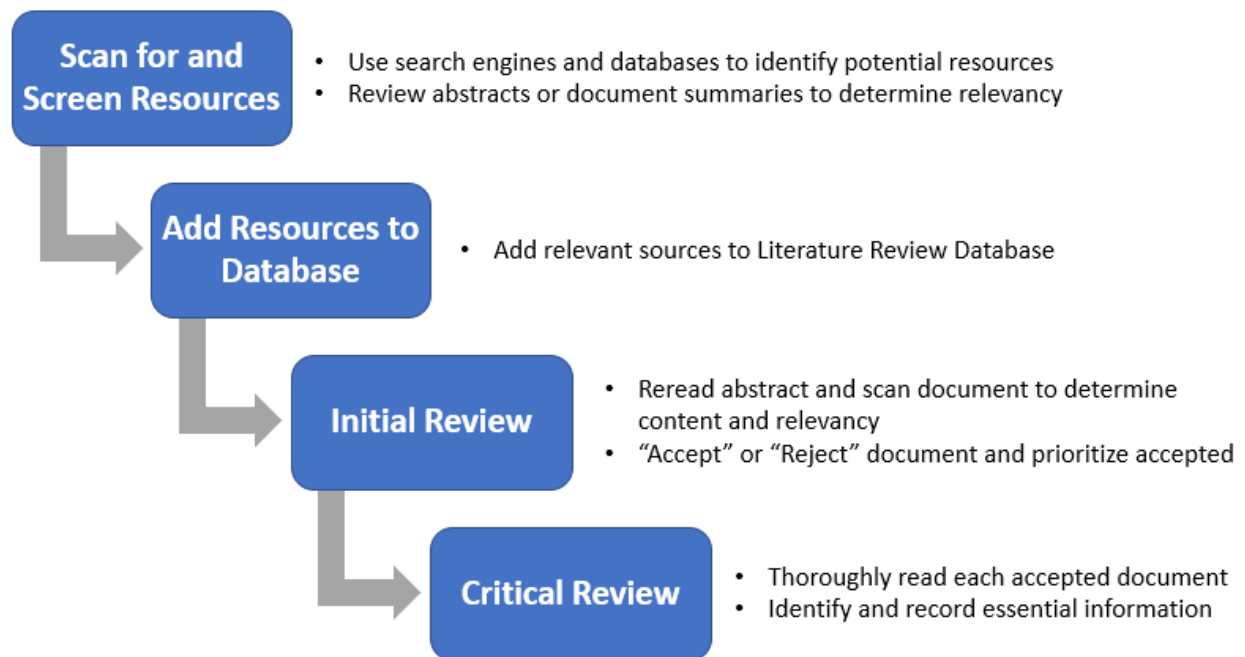 Scan for and
Screen Resources
• Use search engines and databases to identify potential resources
• Review abstracts or document summaries to determine relevancy
Add Resources to
Database
• Add relevant sources to Literature Review Database
Initial Review
• Reread abstract and scan document to determine
content and relevancy
• “Accept” or “Reject” document and prioritize accepted
Critical Review
• Thoroughly read each accepted document
• Identify and record essential information